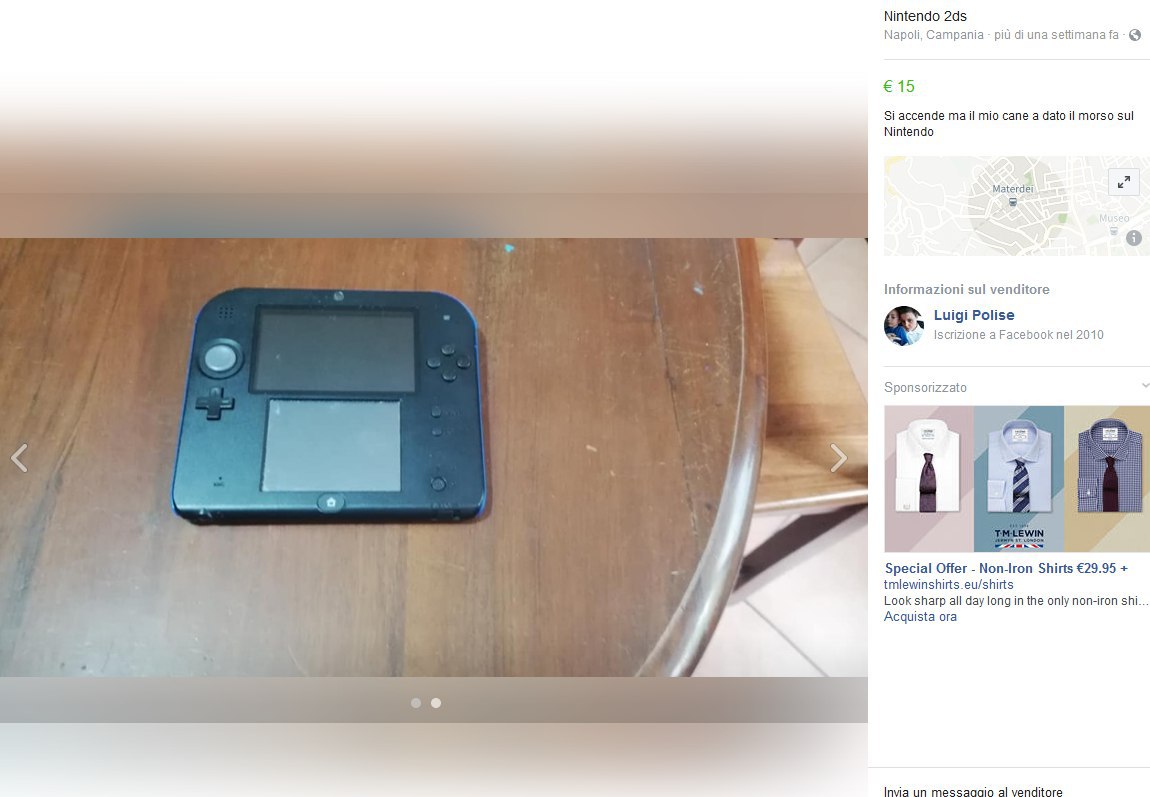 Nintendo 2ds
Napoli, Campania · più di una settimana fa ·
€ 15
Si accende ma il mio cane a dato il morso sul
Nintendo
Materdei
Museo
Informazioni sul venditore
Luigi Polise
Iscrizione a Facebook nel 2010
Sponsorizzato
T·M·LEWIN
JERMYN ST. LONDON
Special Offer - Non-Iron Shirts €29.95 +
tmlewinshirts.eu/shirts
Look sharp all day long in the only non-iron shi...
Acquista ora
Invia un messaggio al venditore